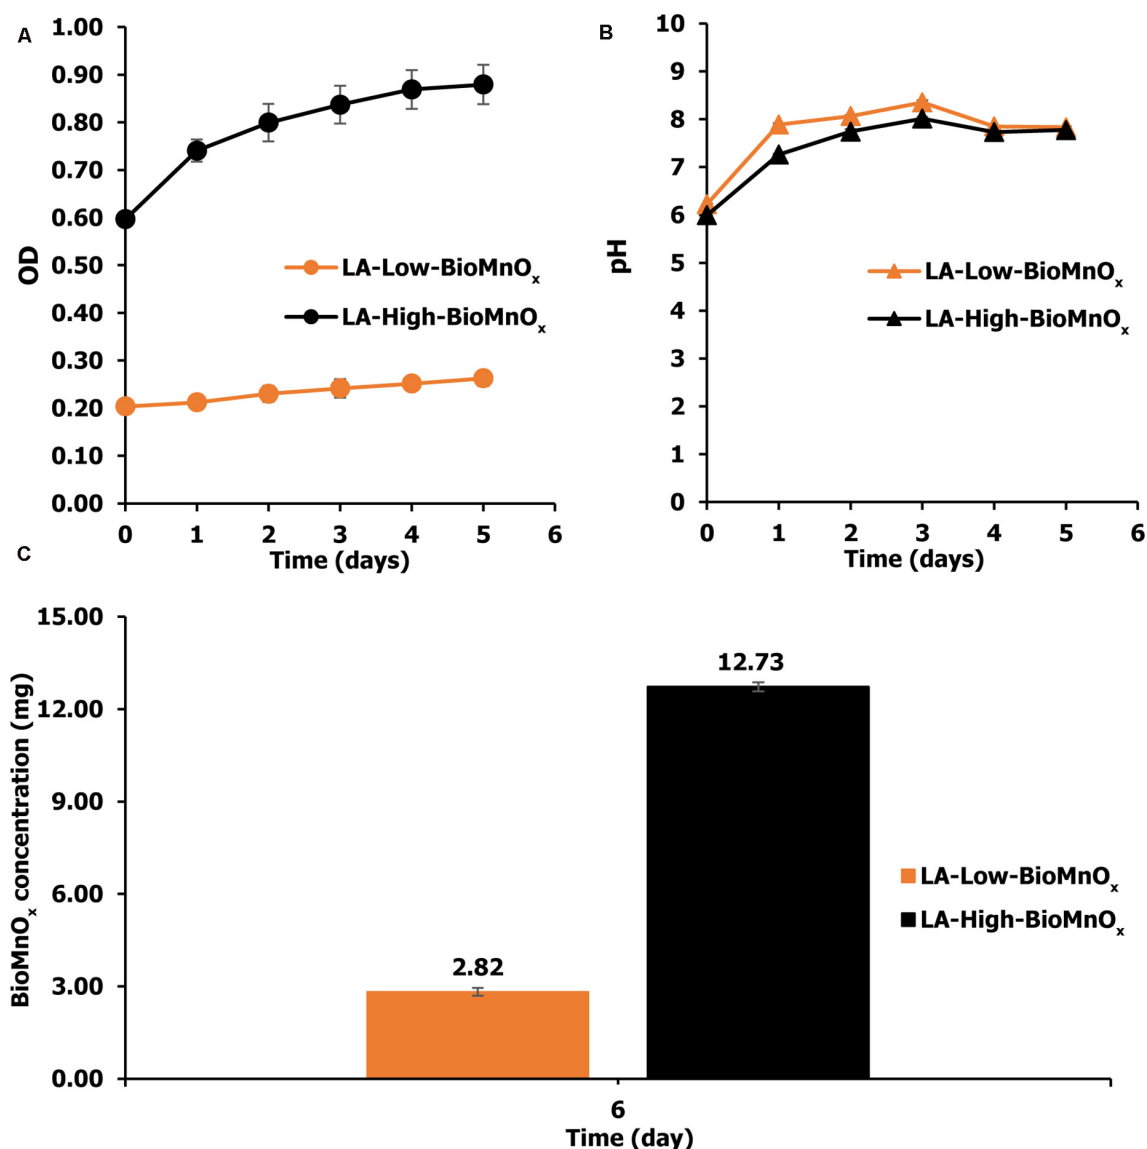 A
1.00
0.90
0.80
0.70
0.60
0.50
0.40
0.30
0.20
0.10
0.00
OD
LA-Low-BioMnOₓ
LA-High-BioMnOₓ
0 1 2 3 4 5 6
Time (days)
B
10
9
8
7
6
5
4
3
2
1
0
pH
LA-Low-BioMnOₓ
LA-High-BioMnOₓ
0 1 2 3 4 5 6
Time (days)
C
15.00
12.00
9.00
6.00
3.00
0.00
BioMnOₓ concentration (mg)
2.82
12.73
LA-Low-BioMnOₓ
LA-High-BioMnOₓ
6
Time (day)